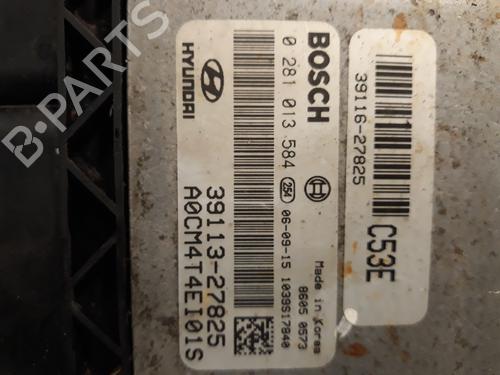 BOSCH
0 281 013 584
254
06-09-15 1039S17840
Made in Korea
8605 0573
HYUNDAI
39113-27825
A0CM4T4EI01S
39116-27825
C53E
B-PARTS